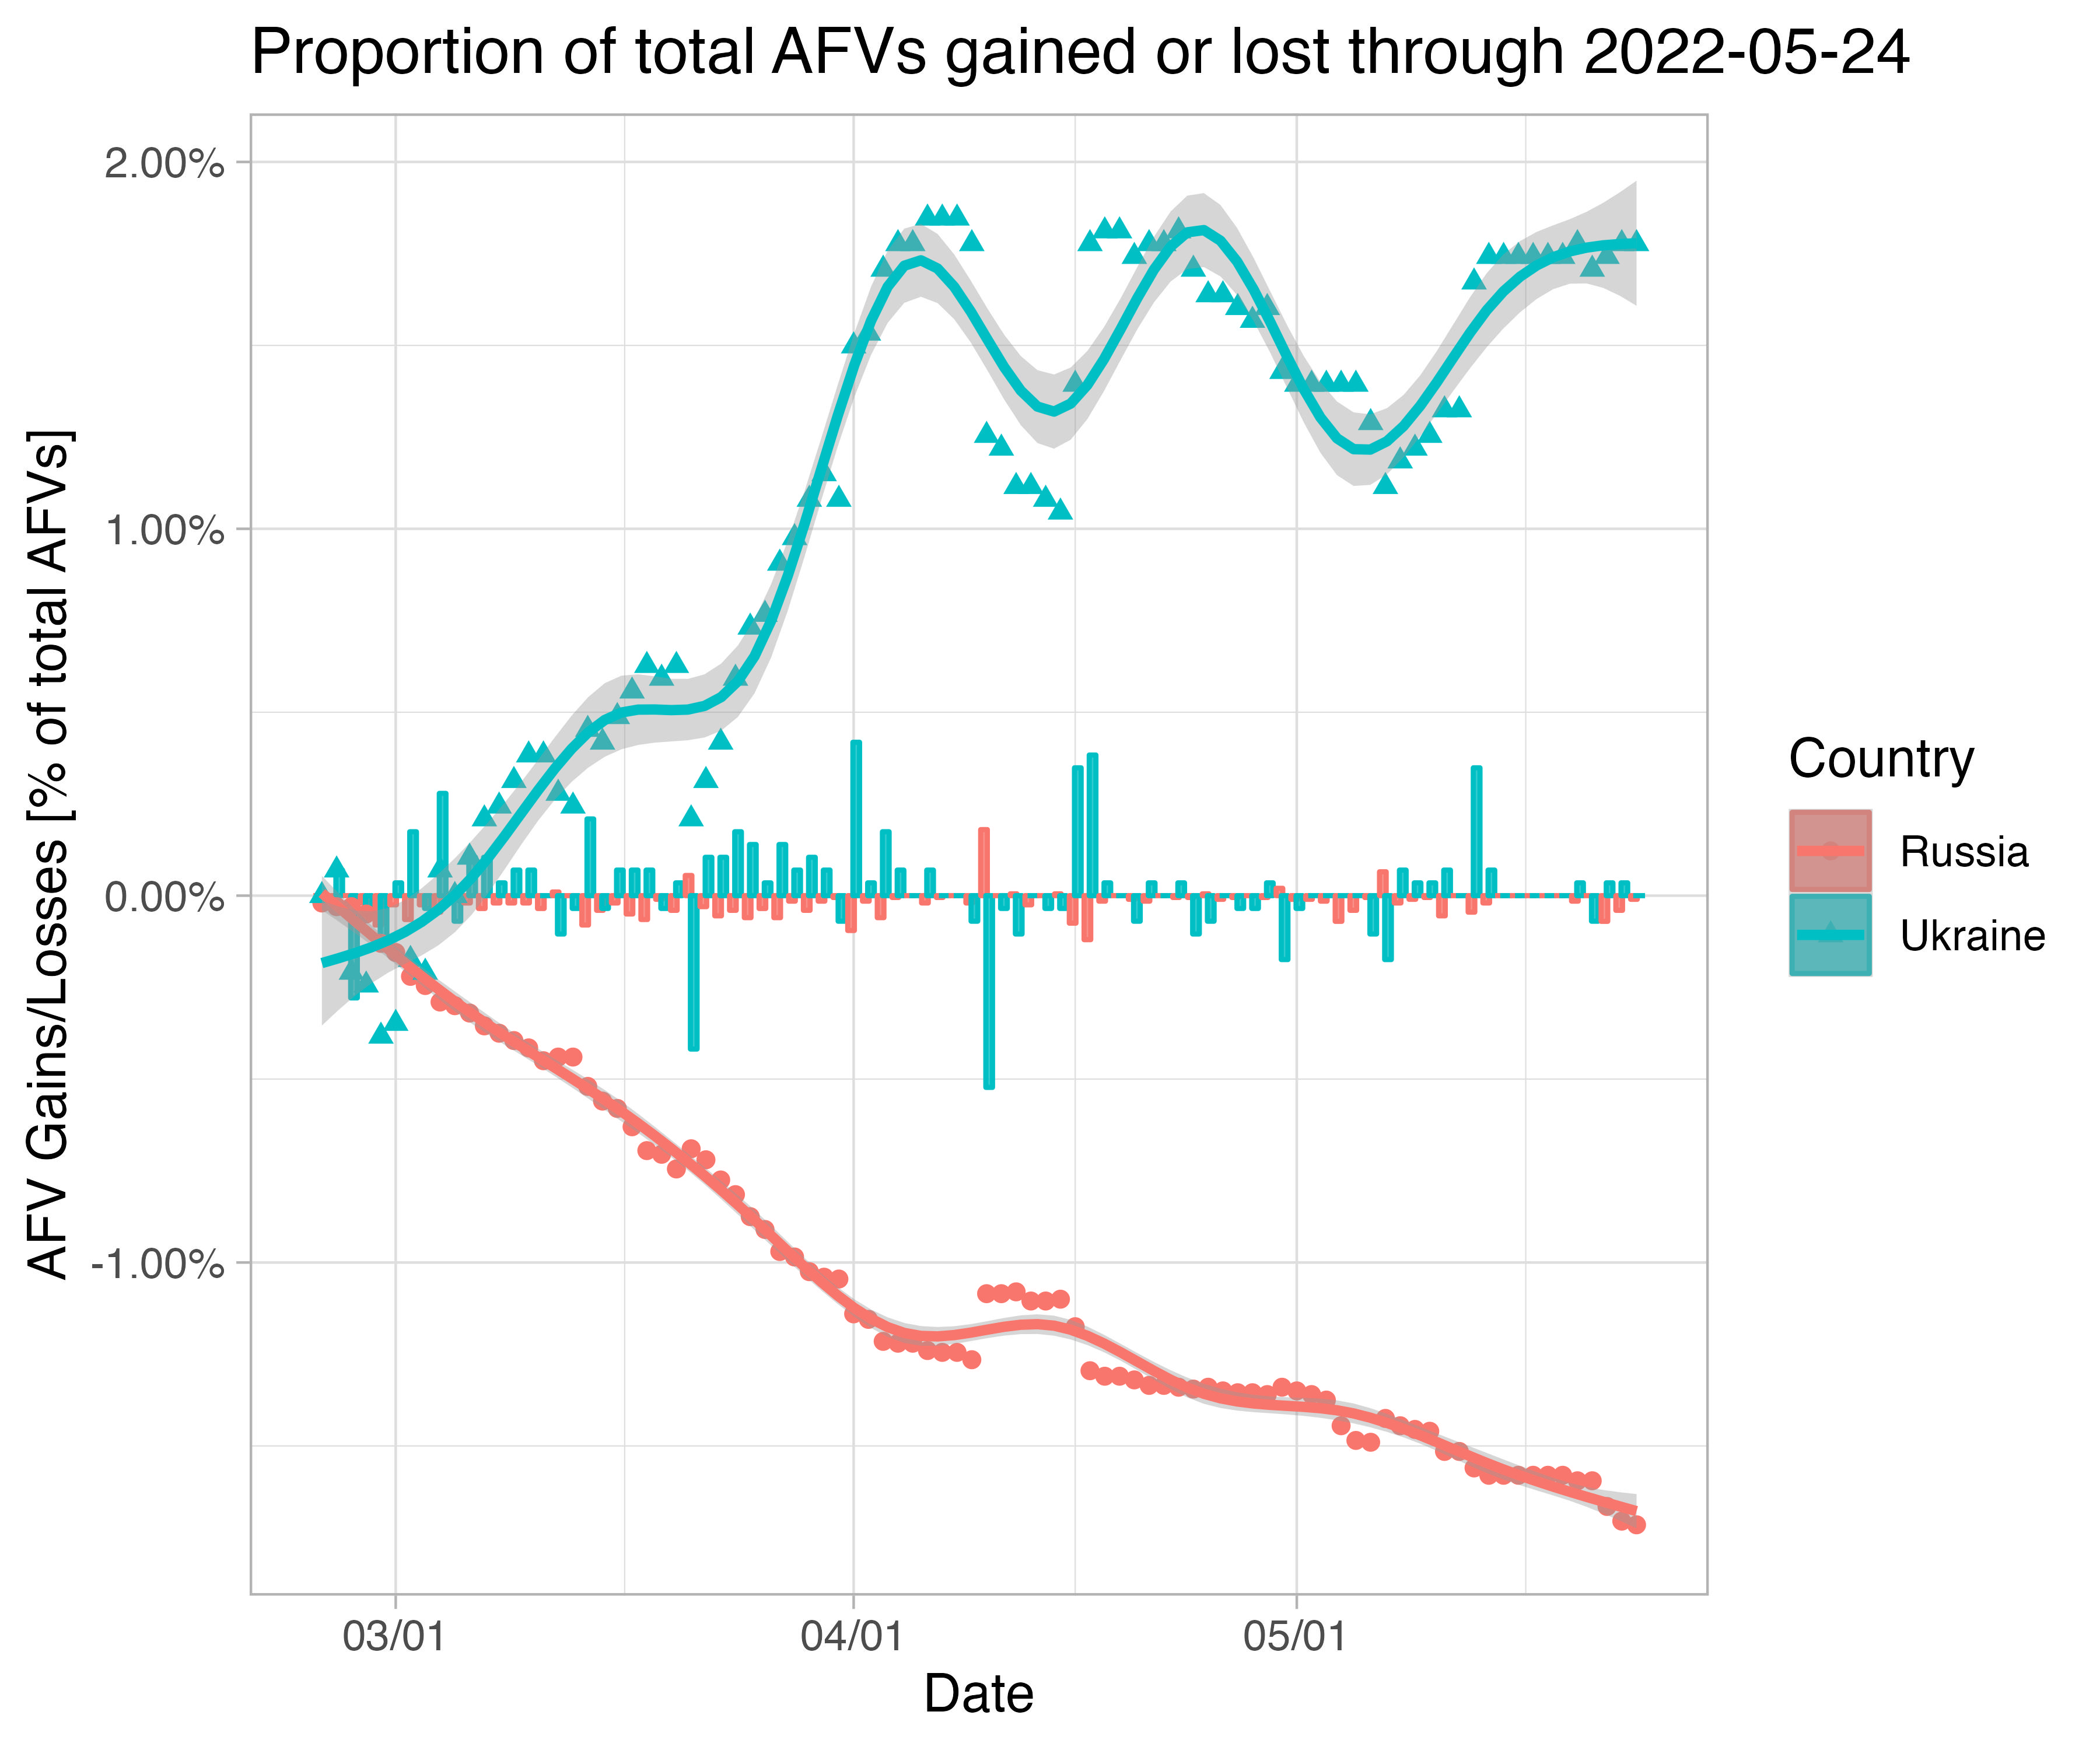 Proportion of total AFVs gained or lost through 2022-05-24
AFV Gains/Losses [% of total AFVs]
2.00%
1.00%
0.00%
-1.00%
03/01
04/01
05/01
Date
Country
Russia
Ukraine